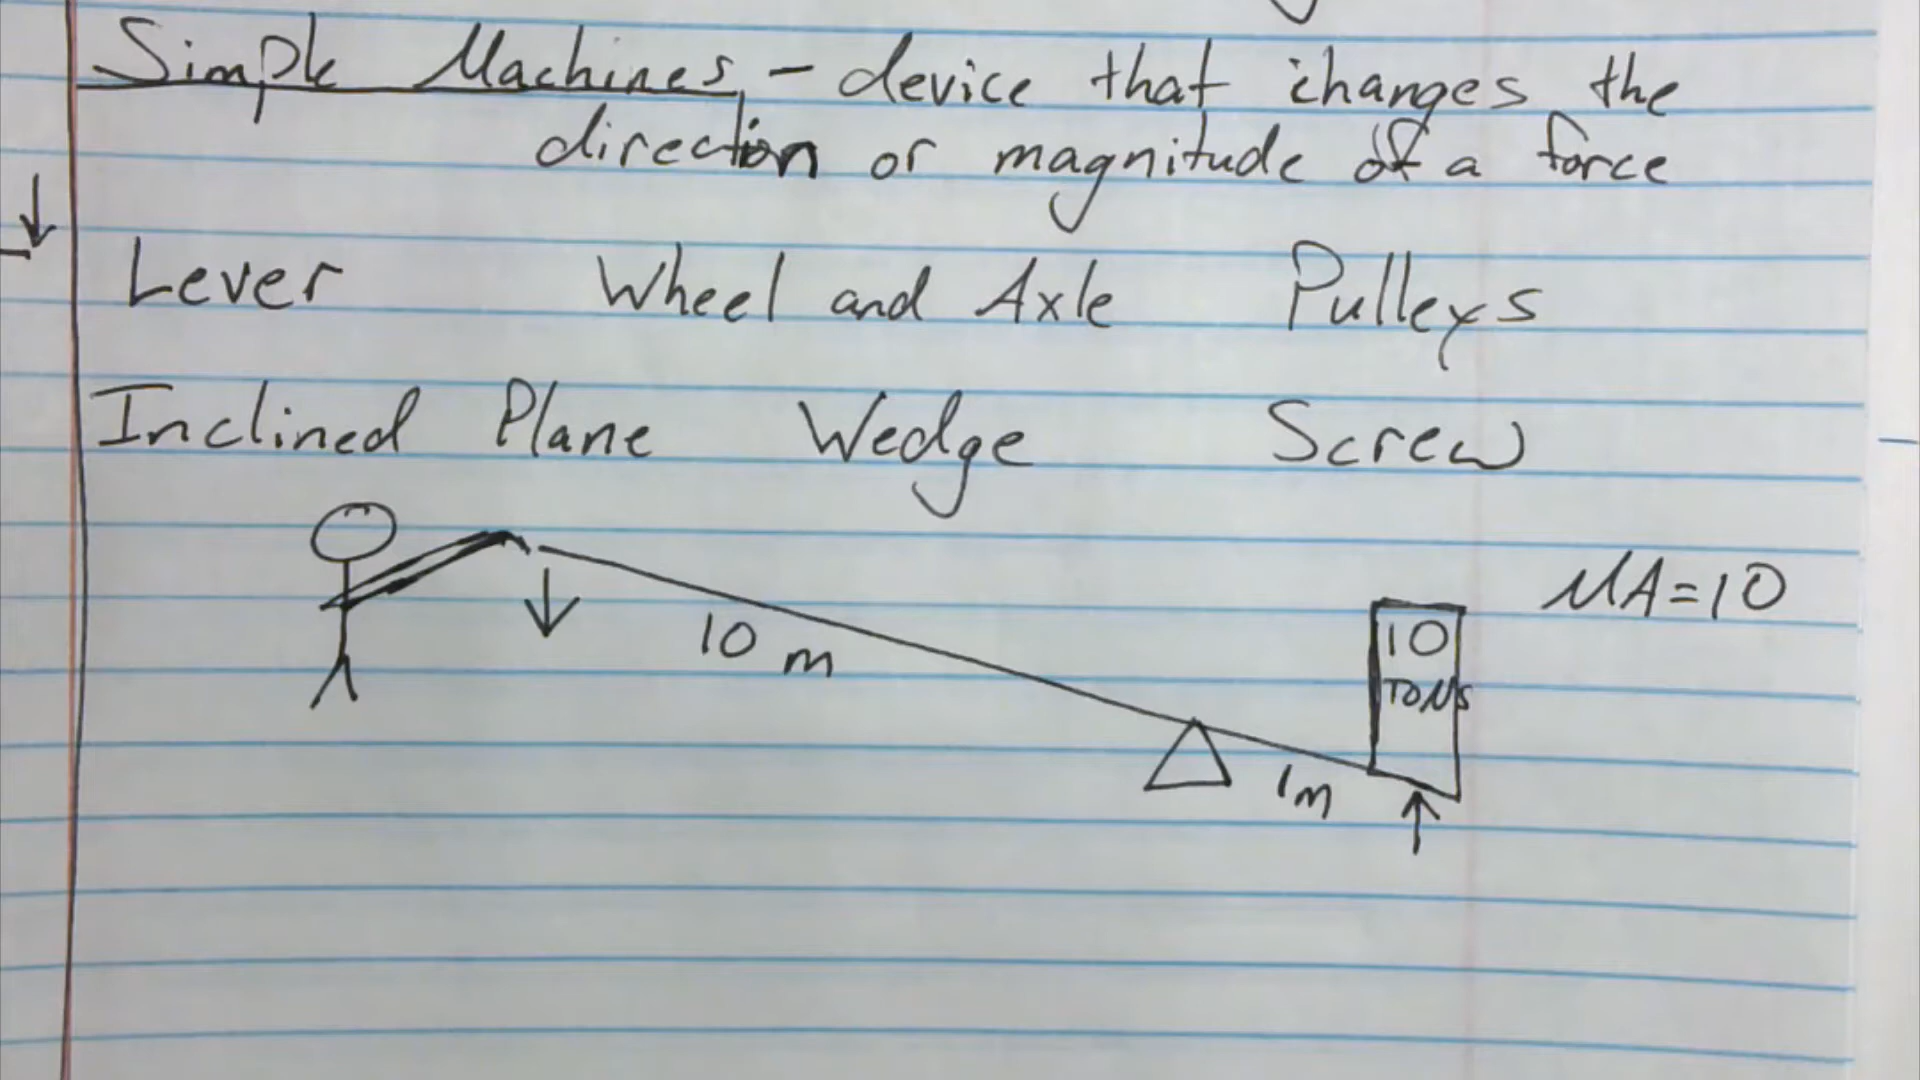 Simple Machines - device that changes the
direction or magnitude of a force
Lever Wheel and Axle Pulleys
Inclined Plane Wedge Screw
MA=10
10 TONS
10 m
1m